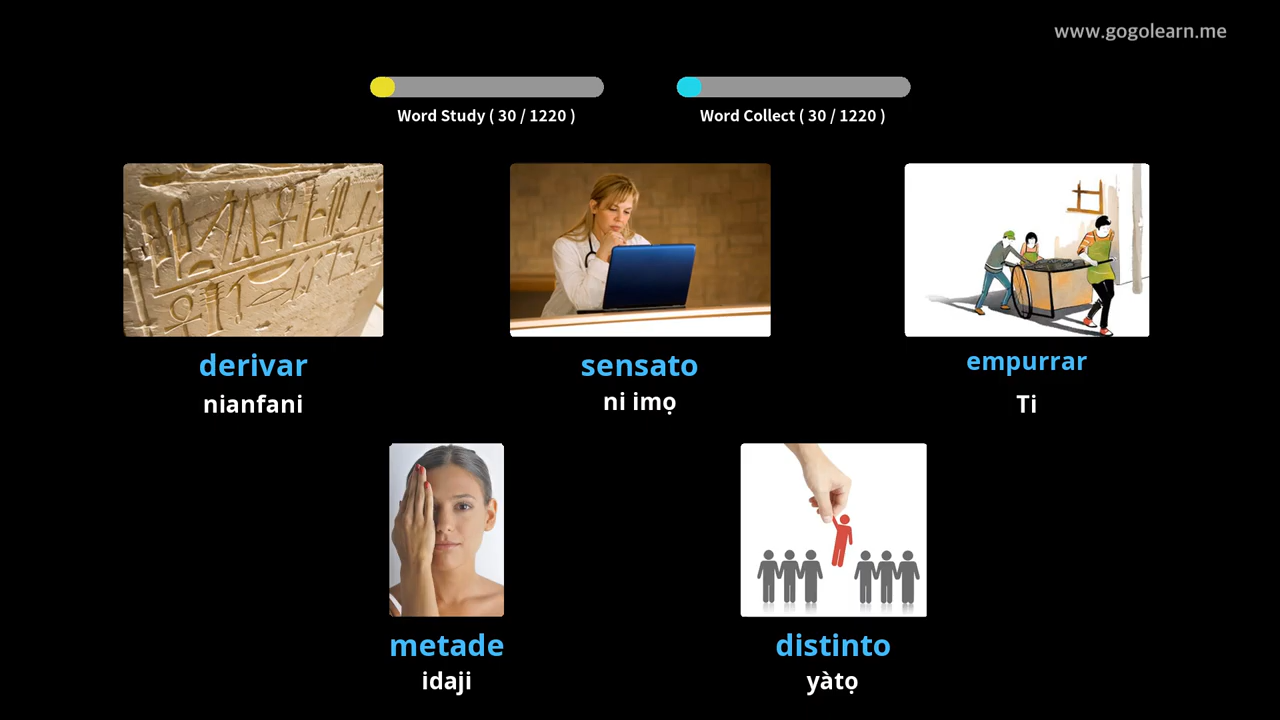 www.gogolearn.me
Word Study ( 30 / 1220 )
Word Collect ( 30 / 1220 )
derivar
nianfani
sensato
ni imọ
empurrar
Ti
metade
idaji
distinto
yàtọ